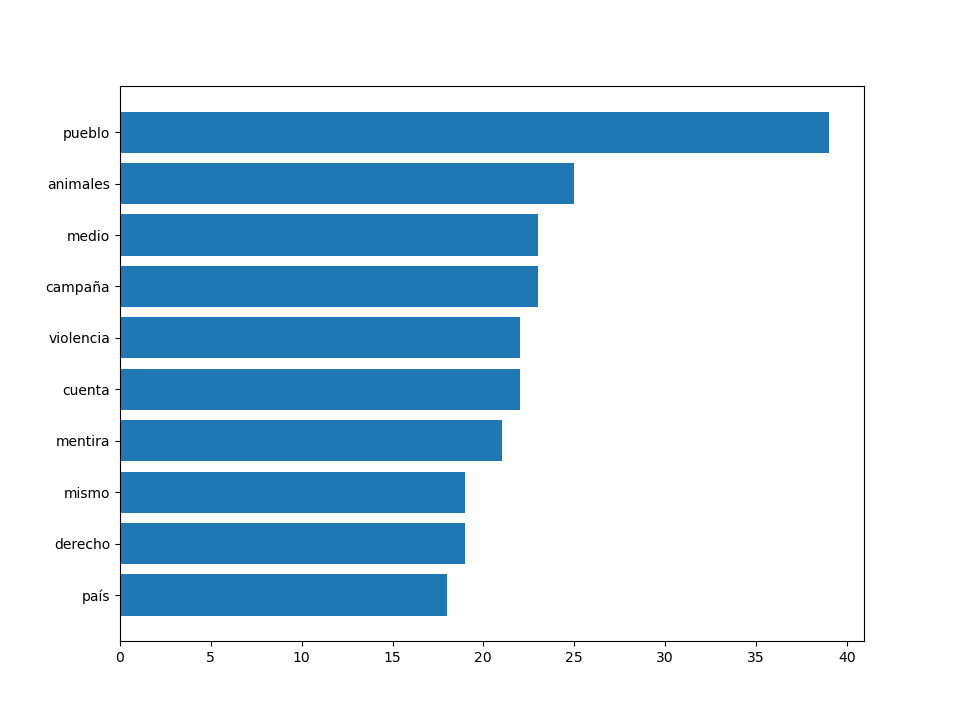 pueblo
animales
medio
campaña
violencia
cuenta
mentira
mismo
derecho
país
0 5 10 15 20 25 30 35 40